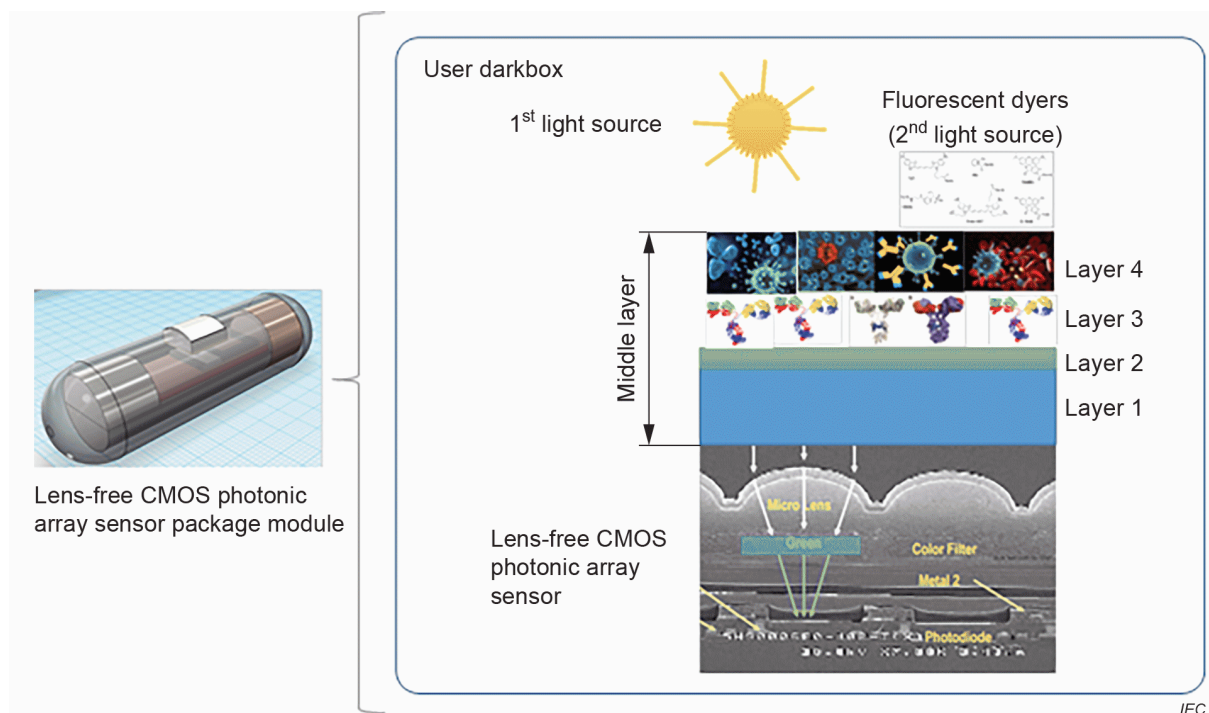 User darkbox
1st light source
Fluorescent dyers
(2nd light source)
Middle layer
Layer 4
Layer 3
Layer 2
Layer 1
Lens-free CMOS photonic
array sensor package module
Lens-free CMOS
photonic array
sensor
Micro Lens
Green
Color Filter
Metal 2
Photodiode
IEC